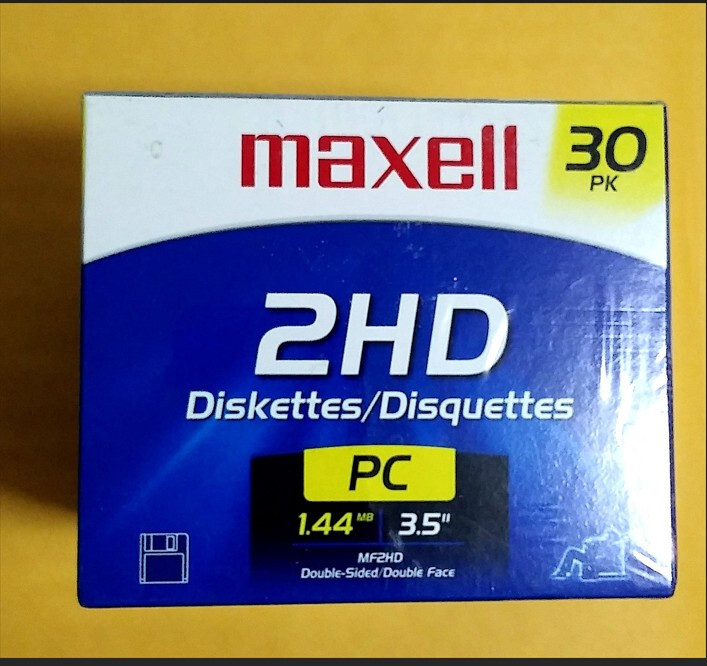 maxell
30
PK
2HD
Diskettes/Disquettes
PC
1.44 MB 3.5"
MF2HD
Double-Sided/Double Face